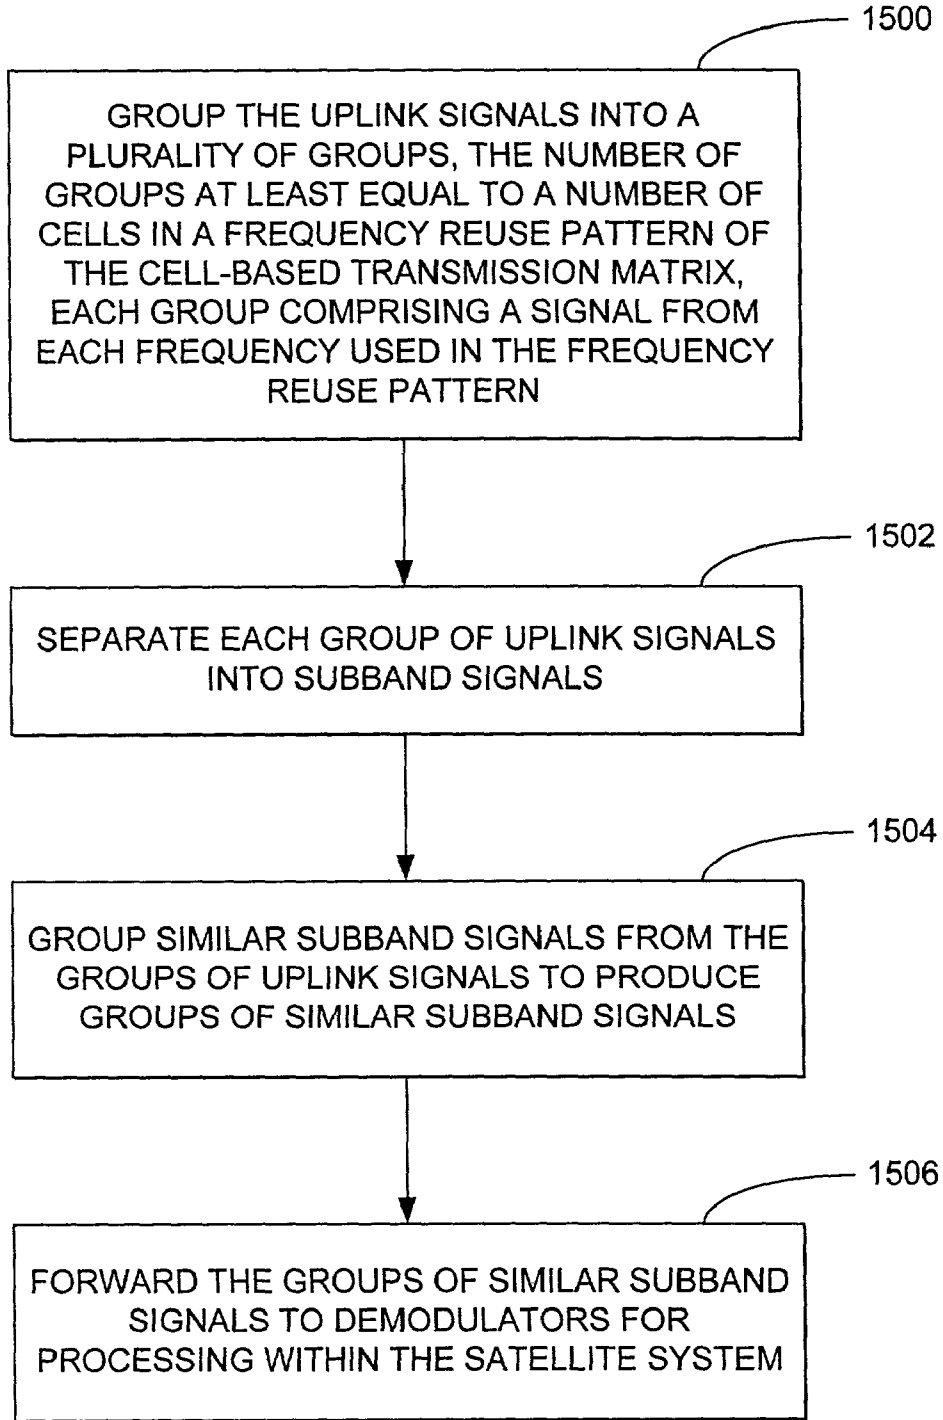 1500
GROUP THE UPLINK SIGNALS INTO A
PLURALITY OF GROUPS, THE NUMBER OF
GROUPS AT LEAST EQUAL TO A NUMBER OF
CELLS IN A FREQUENCY REUSE PATTERN OF
THE CELL-BASED TRANSMISSION MATRIX,
EACH GROUP COMPRISING A SIGNAL FROM
EACH FREQUENCY USED IN THE FREQUENCY
REUSE PATTERN
1502
SEPARATE EACH GROUP OF UPLINK SIGNALS
INTO SUBBAND SIGNALS
1504
GROUP SIMILAR SUBBAND SIGNALS FROM THE
GROUPS OF UPLINK SIGNALS TO PRODUCE
GROUPS OF SIMILAR SUBBAND SIGNALS
1506
FORWARD THE GROUPS OF SIMILAR SUBBAND
SIGNALS TO DEMODULATORS FOR
PROCESSING WITHIN THE SATELLITE SYSTEM